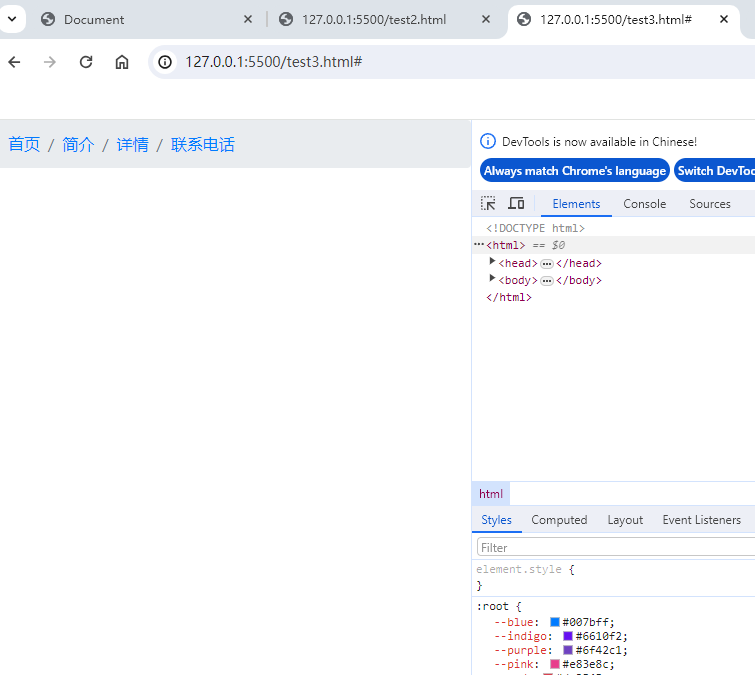 Document
127.0.0.1:5500/test2.html
127.0.0.1:5500/test3.html#
127.0.0.1:5500/test3.html#
首页 / 简介 / 详情 / 联系电话
DevTools is now available in Chinese!
Always match Chrome's language
Switch DevToo
Elements Console Sources
<!DOCTYPE html>
<html> == $0
<head> </head>
<body> </body>
</html>
html
Styles Computed Layout Event Listeners
Filter
element.style {
}
:root {
--blue: #007bff;
--indigo: #6610f2;
--purple: #6f42c1;
--pink: #e83e8c;